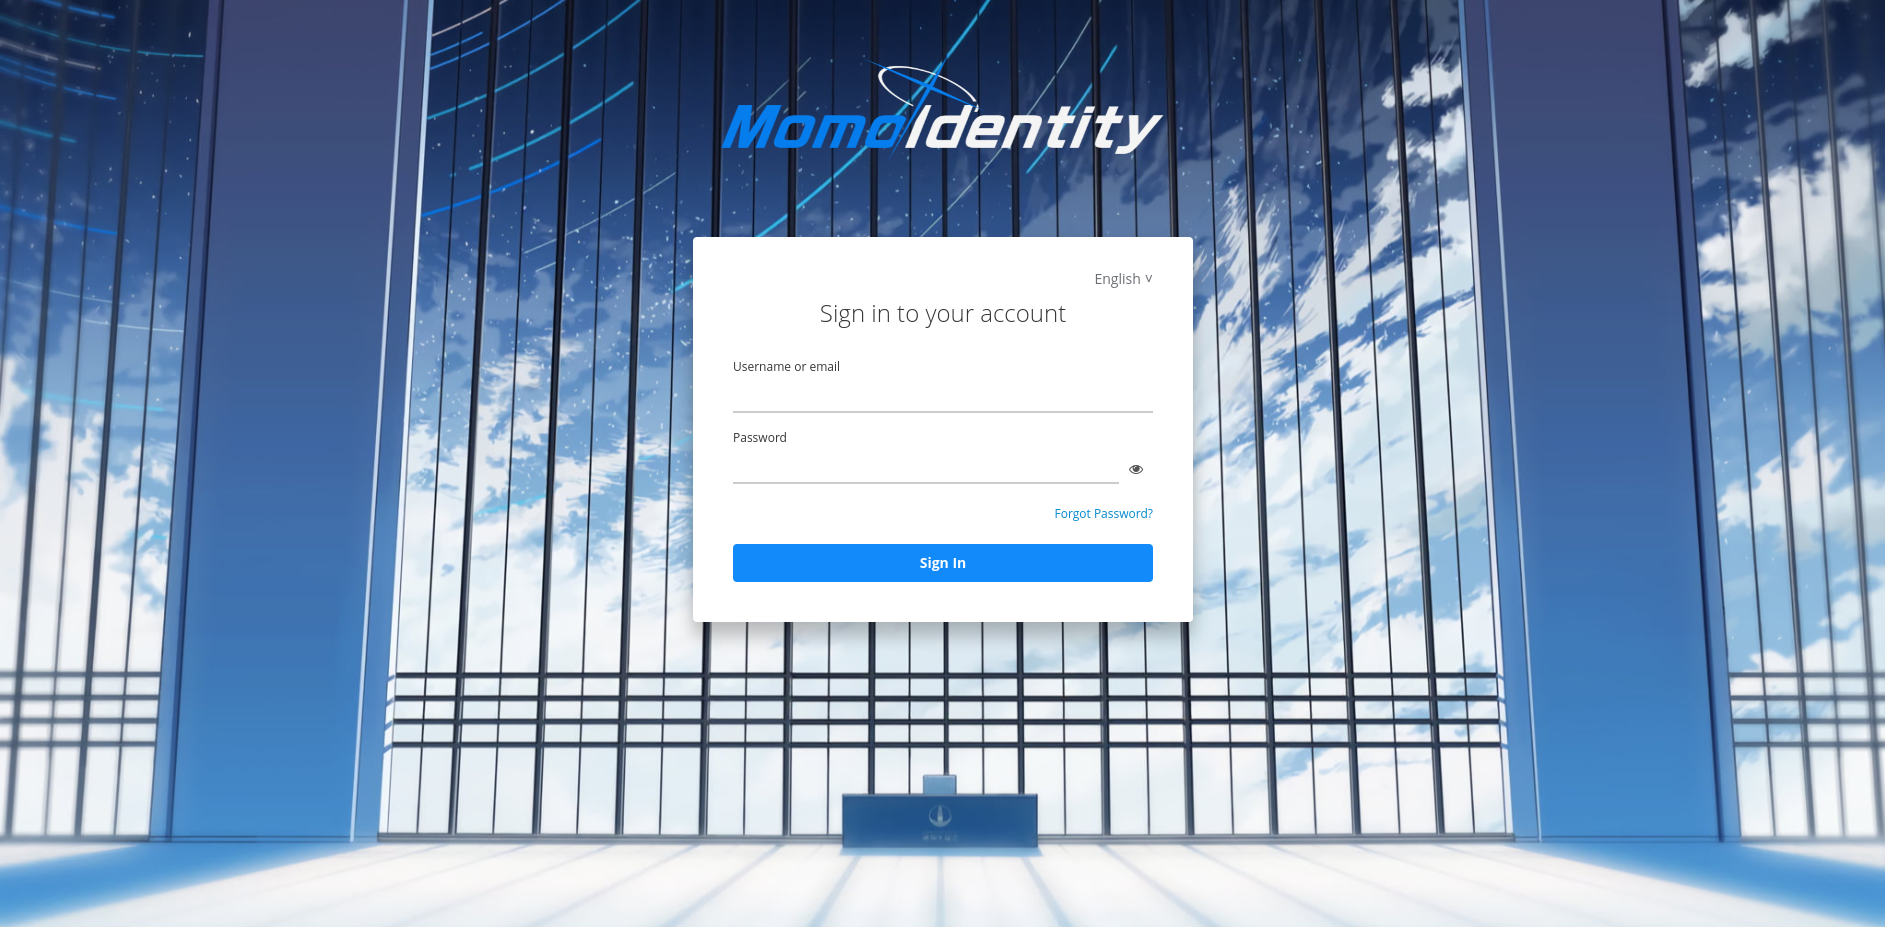 MomoIdentity
English
Sign in to your account
Username or email
Password
Forgot Password?
Sign In